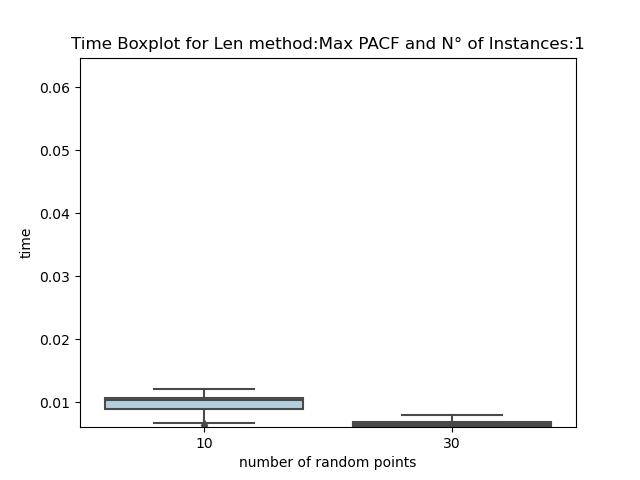 Time Boxplot for Len method:Max PACF and N° of Instances:1
0.06
0.05
0.04
0.03
0.02
0.01
time
10
30
number of random points